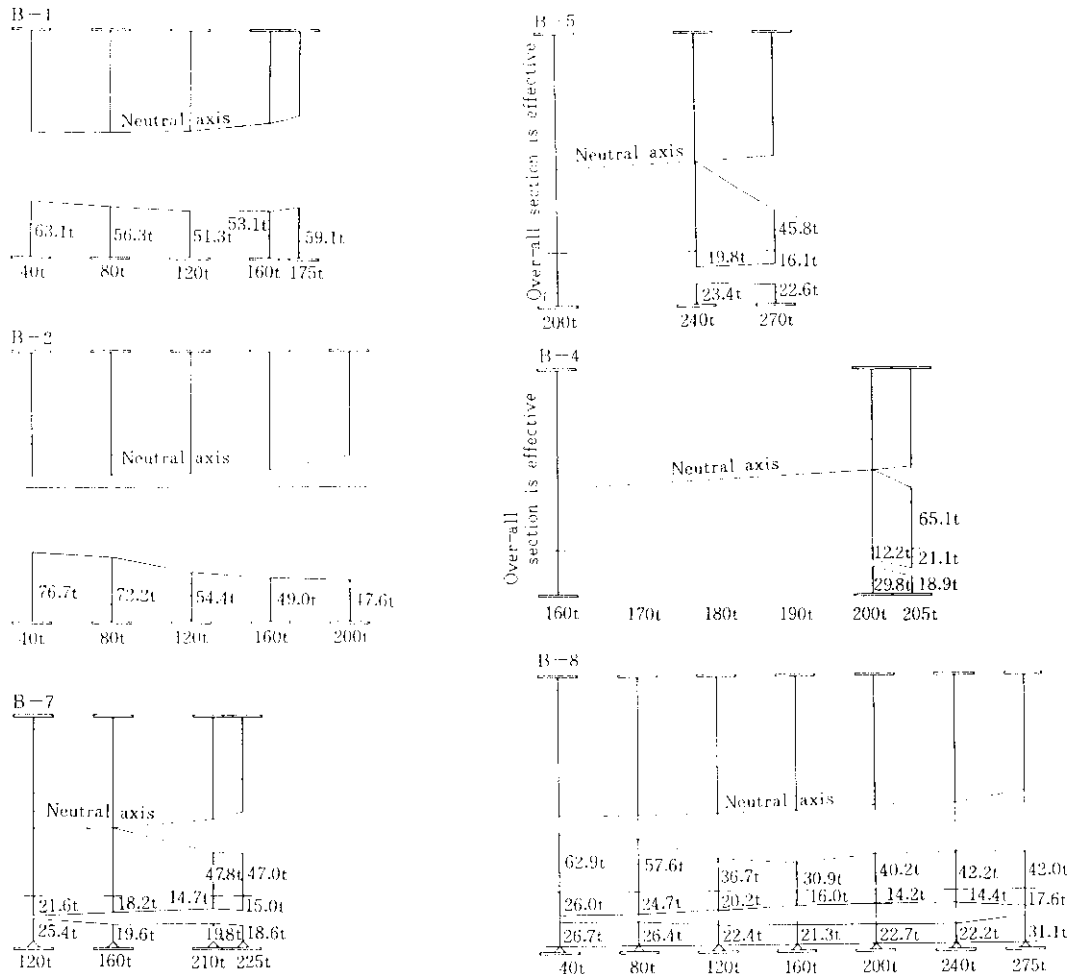 B-1
Neutral axis
63.1t 56.3t 51.3t 53.1t 59.1t
40t 80t 120t 160t 175t
B-2
Neutral axis
76.7t 72.2t 54.4t 49.0t 47.6t
40t 80t 120t 160t 200t
B-7
Neutral axis
47.8t 47.0t
21.6t 18.2t 14.7t 15.0t
25.4t 19.6t 19.8t 18.6t
120t 160t 210t 225t
B-5
Over-all section is effective
Neutral axis
45.8t
19.8t 16.1t
23.4t 22.6t
200t 240t 270t
B-4
Over-all
section is effective
Neutral axis
65.1t
12.2t 21.1t
29.8t 18.9t
160t 170t 180t 190t 200t 205t
B-8
Neutral axis
62.9t 57.6t 36.7t 30.9t 40.2t 42.2t 42.0t
26.0t 24.7t 20.2t 16.0t 14.2t 14.4t 17.6t
26.7t 26.4t 22.4t 21.3t 22.7t 22.2t 31.1t
40t 80t 120t 160t 200t 240t 275t